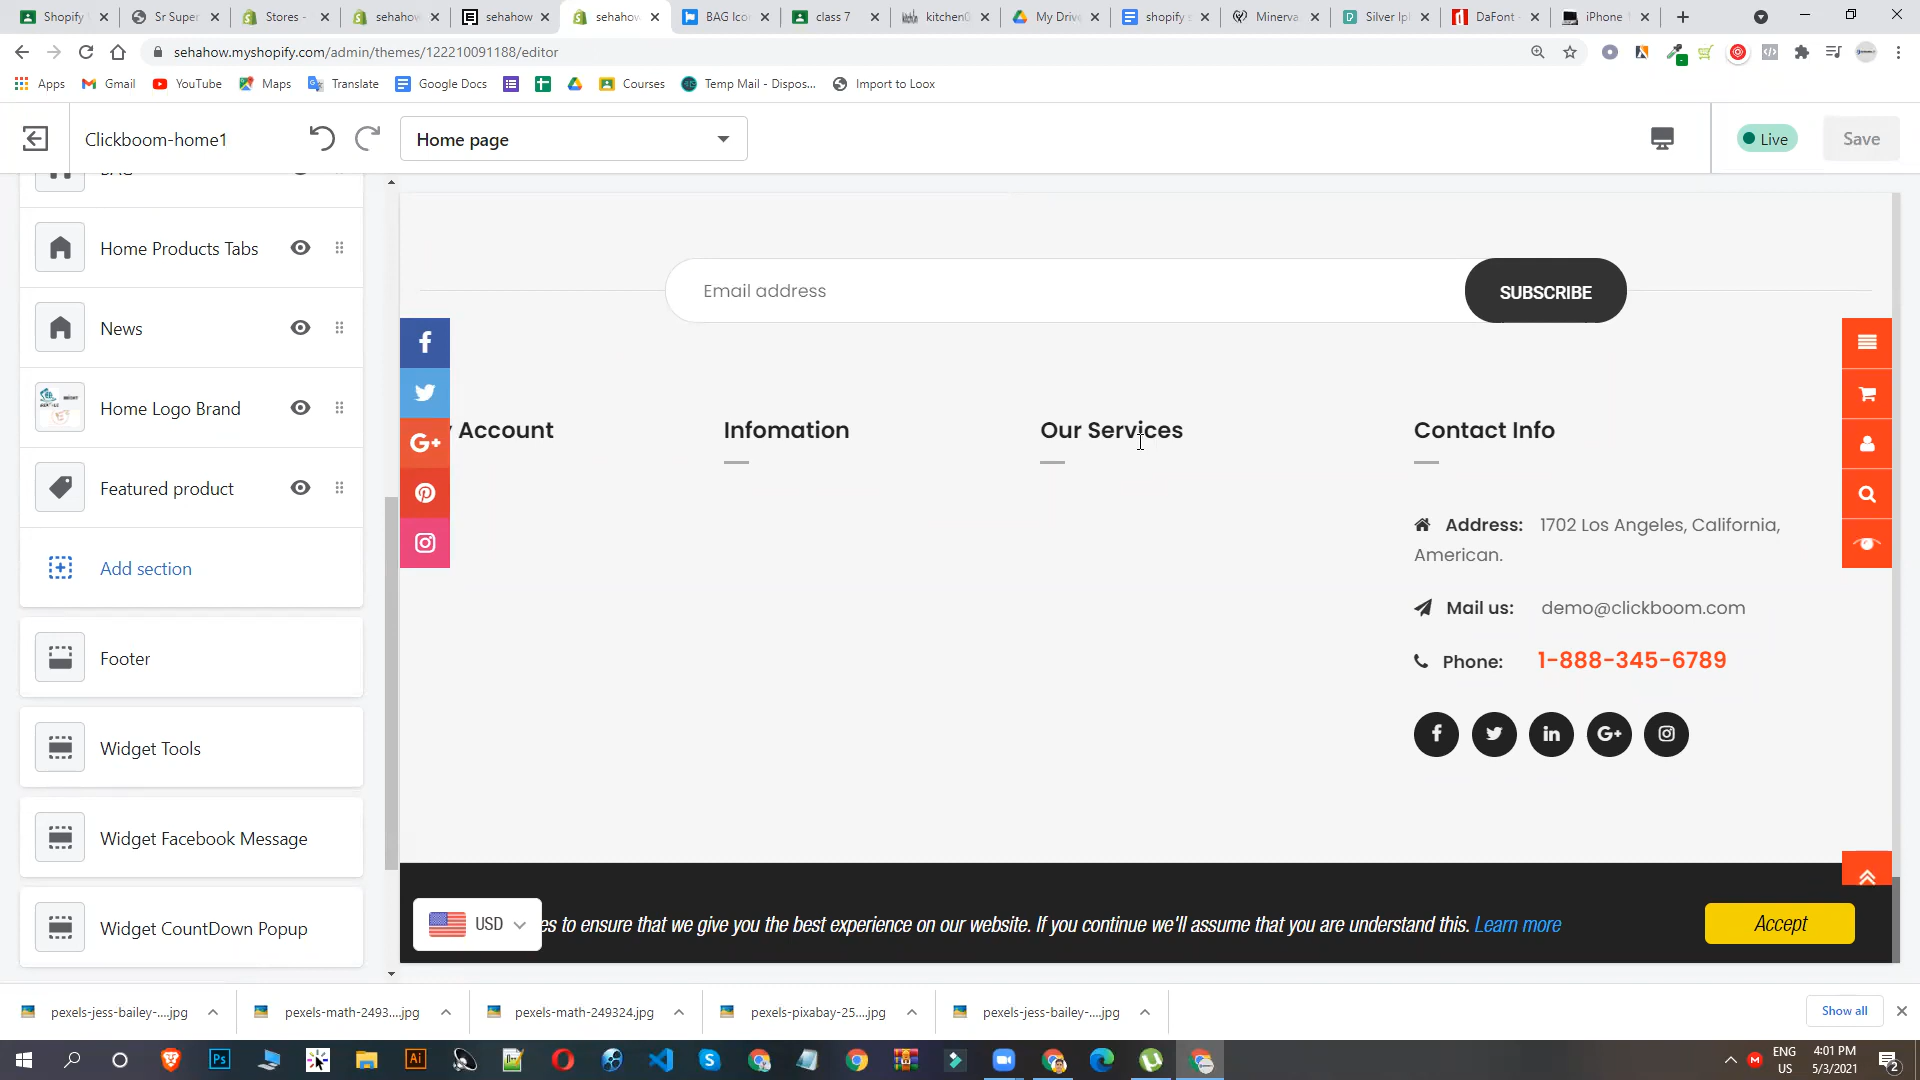 Shopify
Sr Super
Stores -
sehahow
sehahow
sehahow
BAG Ico
class 7
kitchen
My Drive
shopify
Minerva
Silver Ip
DaFont
iPhone
sehahow.myshopify.com/admin/themes/122210091188/editor
Apps
Gmail
YouTube
Maps
Translate
Google Docs
Courses
Temp Mail - Dispos...
Import to Loox
Clickboom-home1
Home page
Live
Save
BAG
Home Products Tabs
News
Home Logo Brand
Featured product
Add section
Footer
Widget Tools
Widget Facebook Message
Widget CountDown Popup
Email address
SUBSCRIBE
Account
Infomation
Our Services
Contact Info
Address: 1702 Los Angeles, California,
American.
Mail us: demo@clickboom.com
Phone: 1-888-345-6789
USD
es to ensure that we give you the best experience on our website. If you continue we'll assume that you are understand this. Learn more
Accept
pexels-jess-bailey-....jpg
pexels-math-2493....jpg
pexels-math-249324.jpg
pexels-pixabay-25....jpg
pexels-jess-bailey-....jpg
Show all
ENG
US
4:01 PM
5/3/2021
2